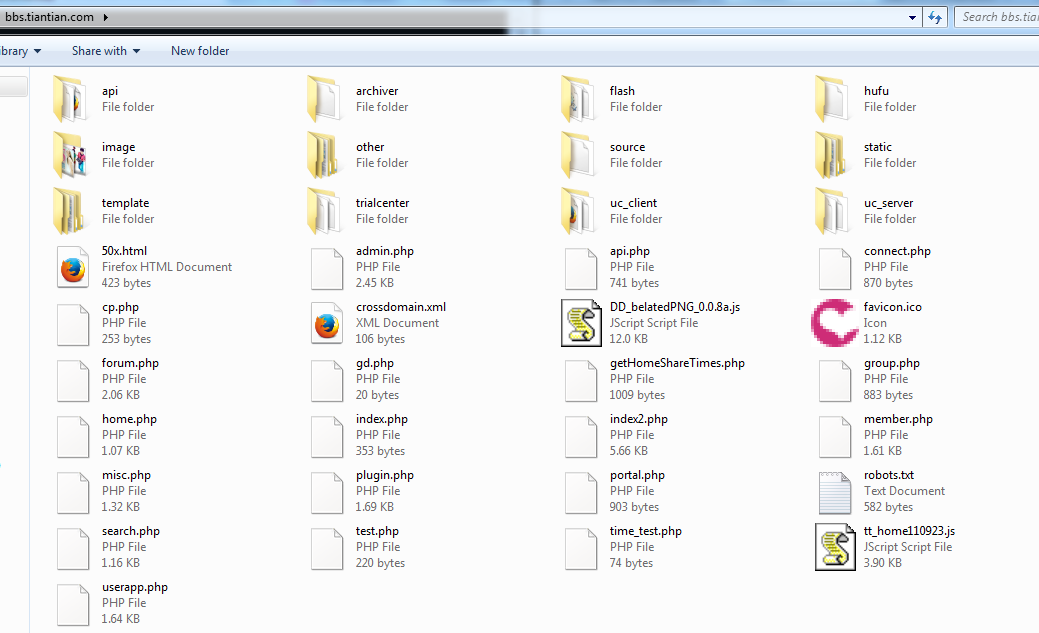 bbs.tiantian.com
Search bbs.tian
ibrary Share with New folder
api
File folder
archiver
File folder
flash
File folder
hufu
File folder
image
File folder
other
File folder
source
File folder
static
File folder
template
File folder
trialcenter
File folder
uc_client
File folder
uc_server
File folder
50x.html
Firefox HTML Document
423 bytes
admin.php
PHP File
2.45 KB
api.php
PHP File
741 bytes
connect.php
PHP File
870 bytes
cp.php
PHP File
253 bytes
crossdomain.xml
XML Document
106 bytes
DD_belatedPNG_0.0.8a.js
JScript Script File
12.0 KB
favicon.ico
Icon
1.12 KB
forum.php
PHP File
2.06 KB
gd.php
PHP File
20 bytes
getHomeShareTimes.php
PHP File
1009 bytes
group.php
PHP File
883 bytes
home.php
PHP File
1.07 KB
index.php
PHP File
353 bytes
index2.php
PHP File
5.66 KB
member.php
PHP File
1.61 KB
misc.php
PHP File
1.32 KB
plugin.php
PHP File
1.69 KB
portal.php
PHP File
903 bytes
robots.txt
Text Document
582 bytes
search.php
PHP File
1.16 KB
test.php
PHP File
220 bytes
time_test.php
PHP File
74 bytes
tt_home110923.js
JScript Script File
3.90 KB
userapp.php
PHP File
1.64 KB